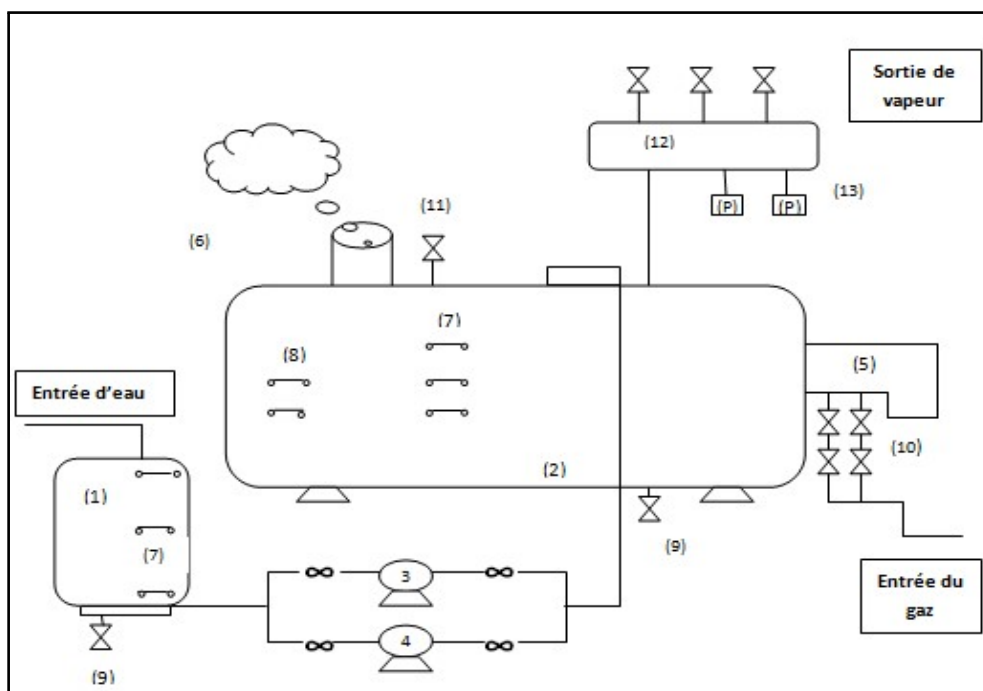 Sortie de
vapeur
(12)
(P)
(P)
(13)
(11)
(6)
(7)
(8)
(5)
Entrée d'eau
(10)
(2)
(1)
(7)
(9)
3
Entrée du
gaz
4
(9)